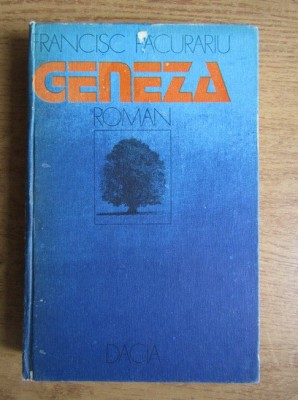 FRANCISC PĂCURARIU
GENEZA
ROMAN
DACIA